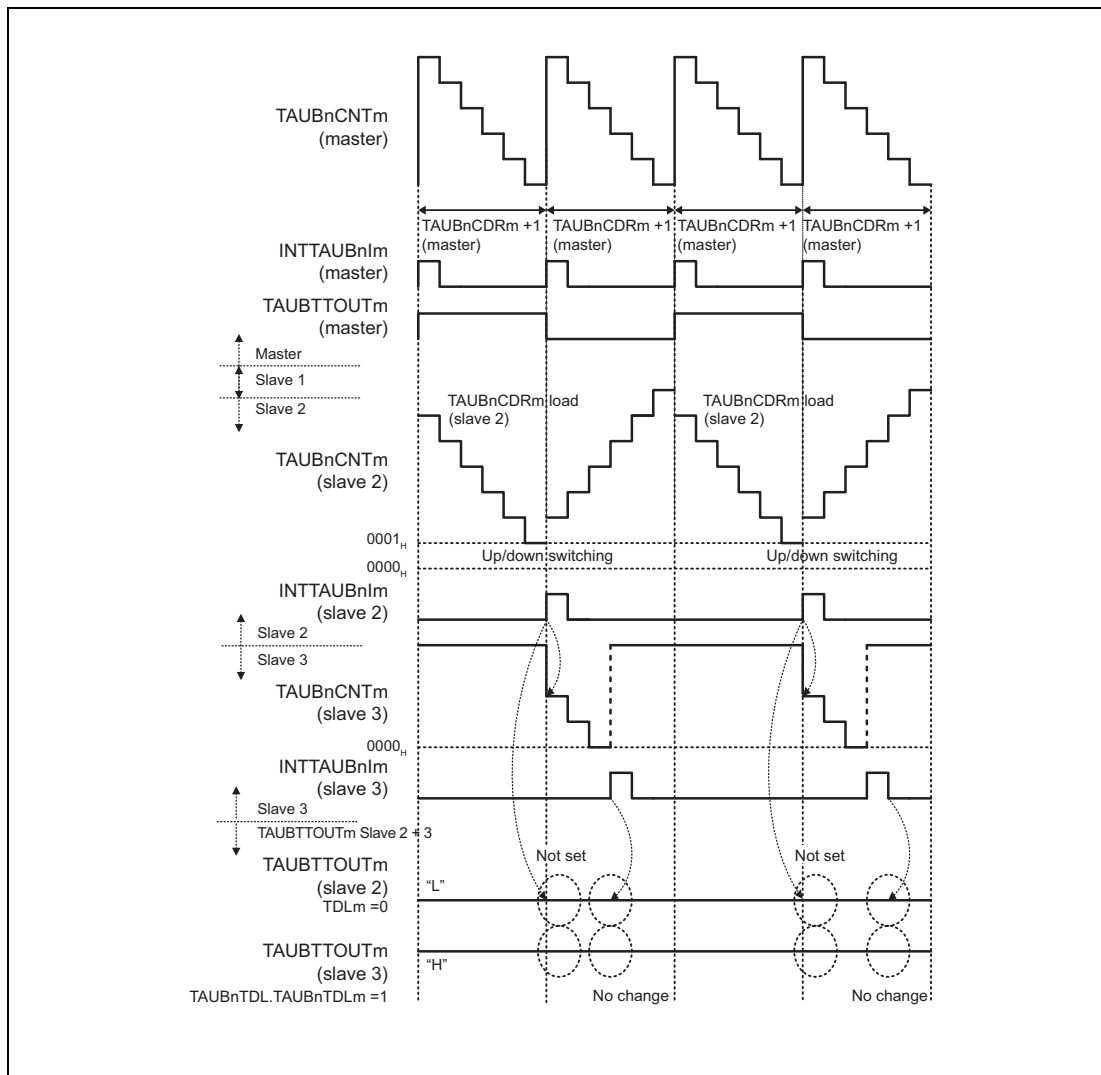 TAUBnCNTm
(master)
TAUBnCDRm +1
(master)
TAUBnCDRm +1
(master)
TAUBnCDRm +1
(master)
TAUBnCDRm +1
(master)
INTTAUBnIm
(master)
TAUBTTOUTm
(master)
Master
Slave 1
Slave 2
TAUBnCDRm load
(slave 2)
TAUBnCDRm load
(slave 2)
TAUBnCNTm
(slave 2)
0001H
Up/down switching
Up/down switching
0000H
INTTAUBnIm
(slave 2)
Slave 2
Slave 3
TAUBnCNTm
(slave 3)
0000H
INTTAUBnIm
(slave 3)
Slave 3
TAUBTTOUTm Slave 2 + 3
Not set
Not set
TAUBTTOUTm
(slave 2)
TDLm =0
“L”
TAUBTTOUTm
(slave 3)
“H”
TAUBnTDL.TAUBnTDLm =1
No change
No change